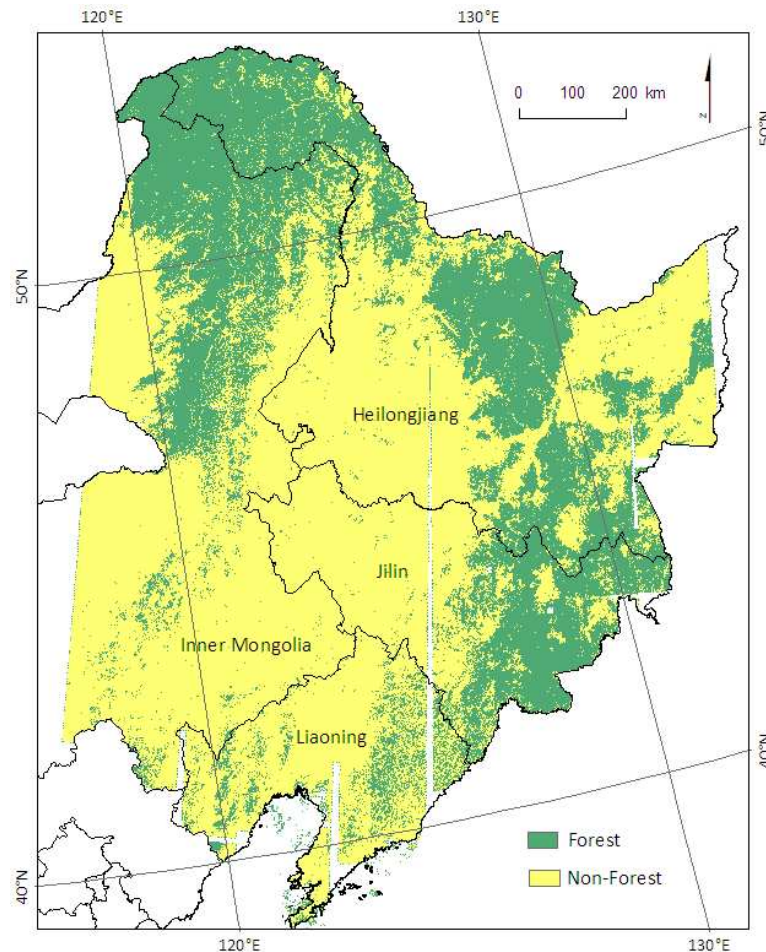 120°E
130°E
0 100 200 km
N
50°N
50°N
Heilongjiang
Jilin
Inner Mongolia
Liaoning
40°N
Forest
Non-Forest
40°N
120°E
130°E